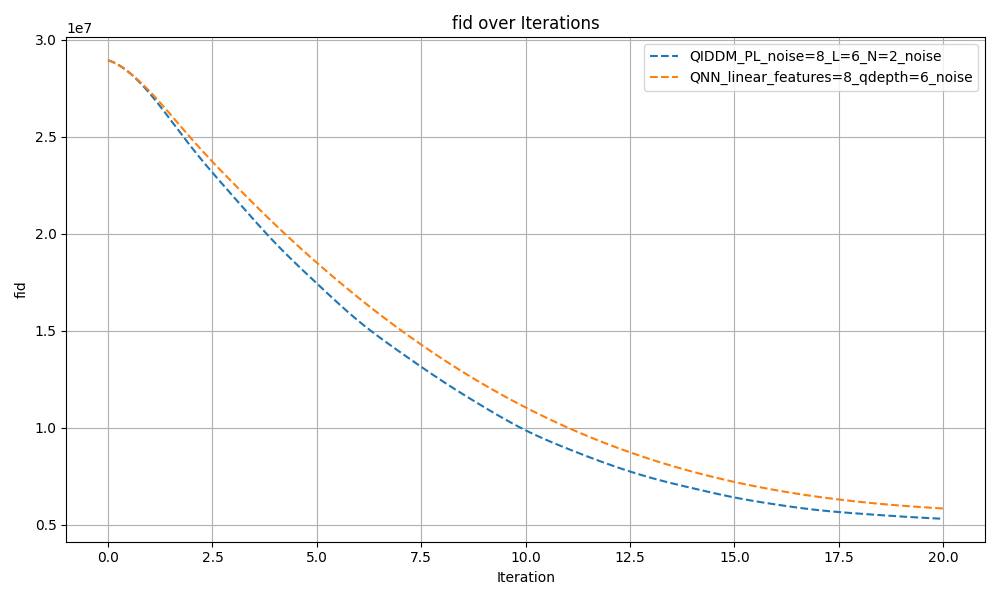 fid over Iterations
1e7
3.0
2.5
2.0
1.5
1.0
0.5
fid
QIDDM_PL_noise=8_L=6_N=2_noise
QNN_linear_features=8_qdepth=6_noise
0.0 2.5 5.0 7.5 10.0 12.5 15.0 17.5 20.0
Iteration